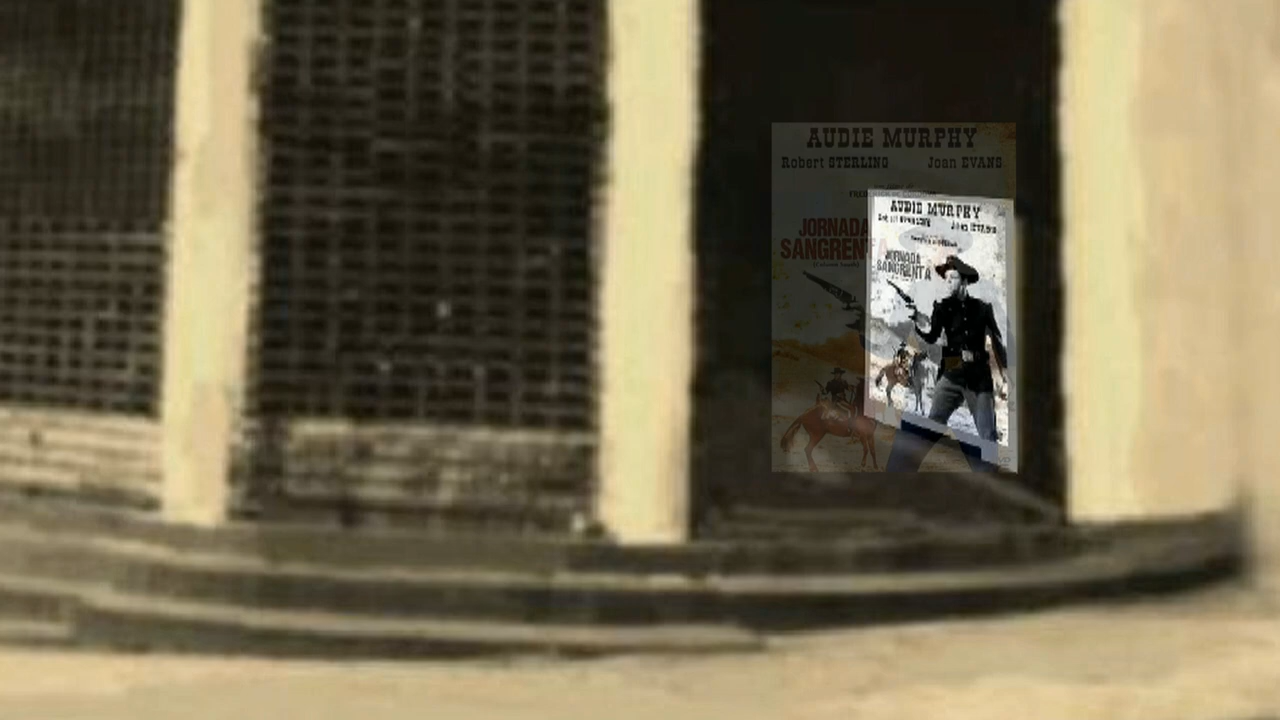 AUDIE MURPHY
Robert STERLING Joan EVANS
JORNADA
SANGRENTA
AUDIE MURPHY
JORNADA
SANGRENTA